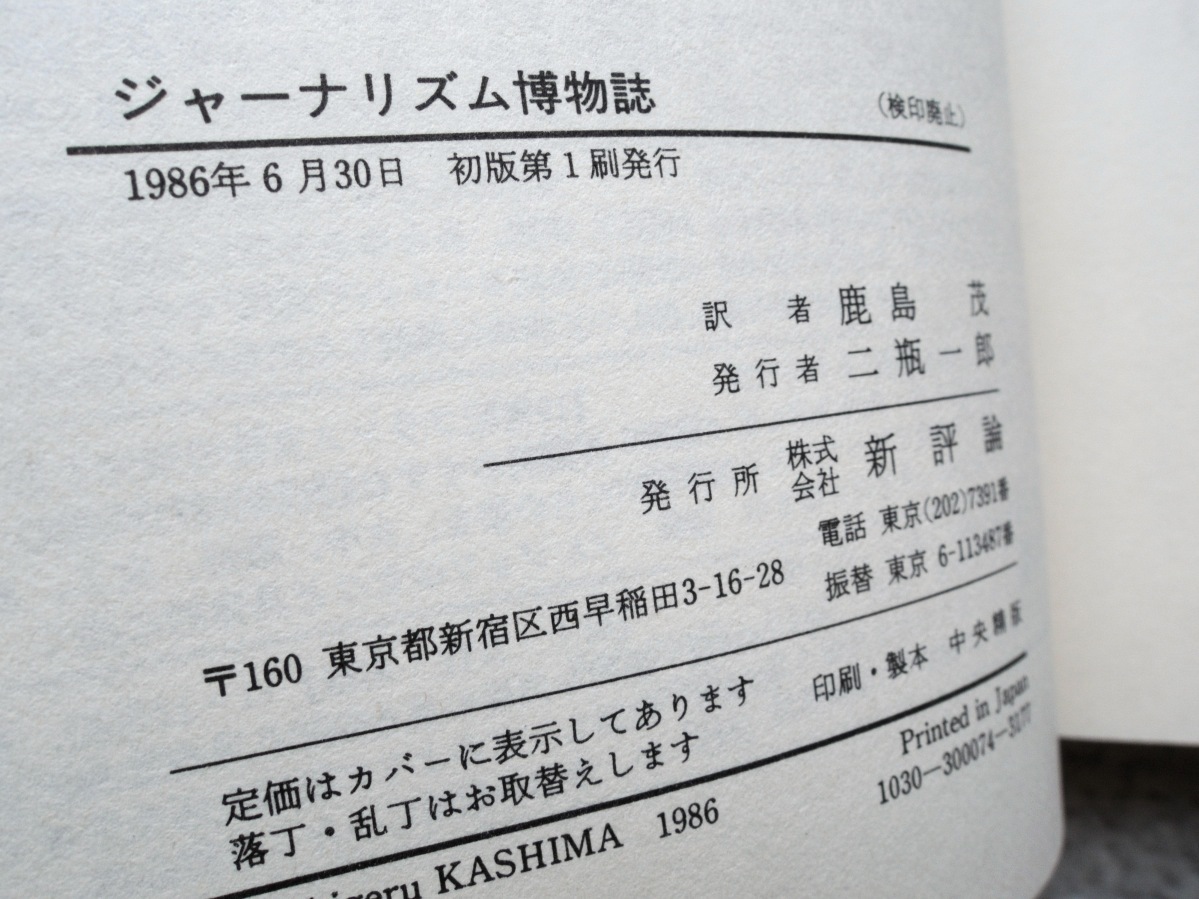 ジャーナリズム博物誌 (検印廃止)
1986年6月30日 初版第1刷発行
訳者 鹿島 茂
発行者 二瓶一郎
発行所 株式会社 新評論
〒160 東京都新宿区西早稲田3-16-28
電話 東京(202)7391番
振替 東京 6-113487番
定価はカバーに表示してあります
落丁・乱丁はお取替えします
印刷・製本 中央精版
Printed in Japan
1030-300074-3177
KASHIMA 1986